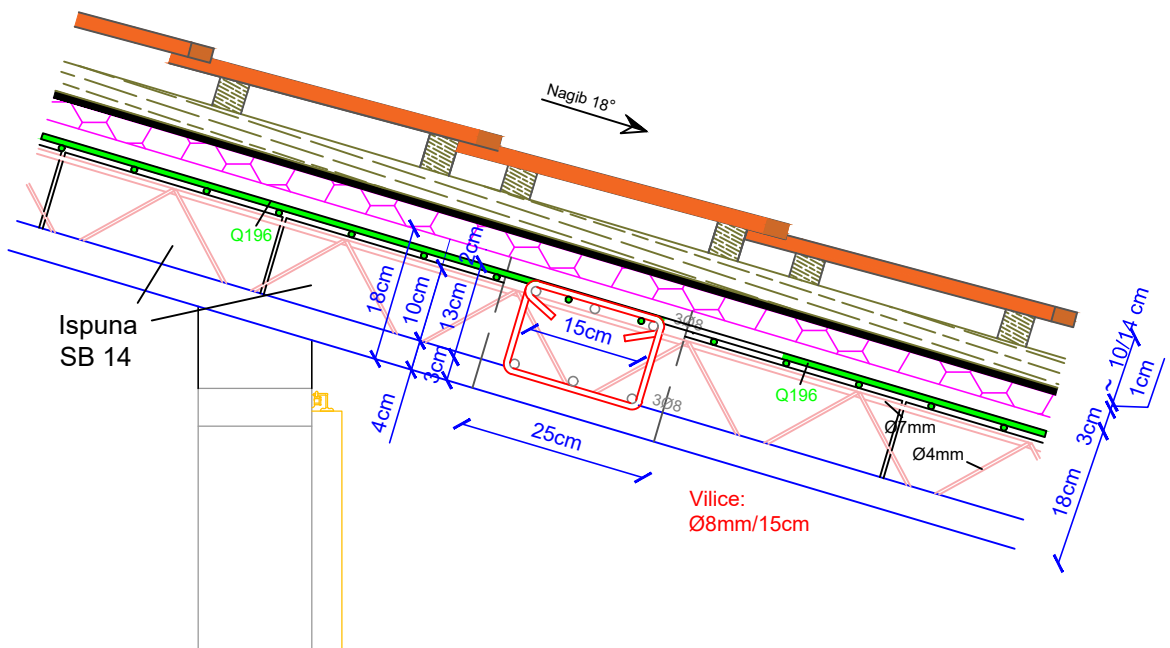 Nagib 18°
Q196
2cm
18cm
10cm
13cm
3cm
4cm
15cm
25cm
3Ø8
3Ø8
Ispuna
SB 14
Q196
Ø7mm
Ø4mm
Vilice:
Ø8mm/15cm
~ 10/14 cm
1cm
3cm
18cm